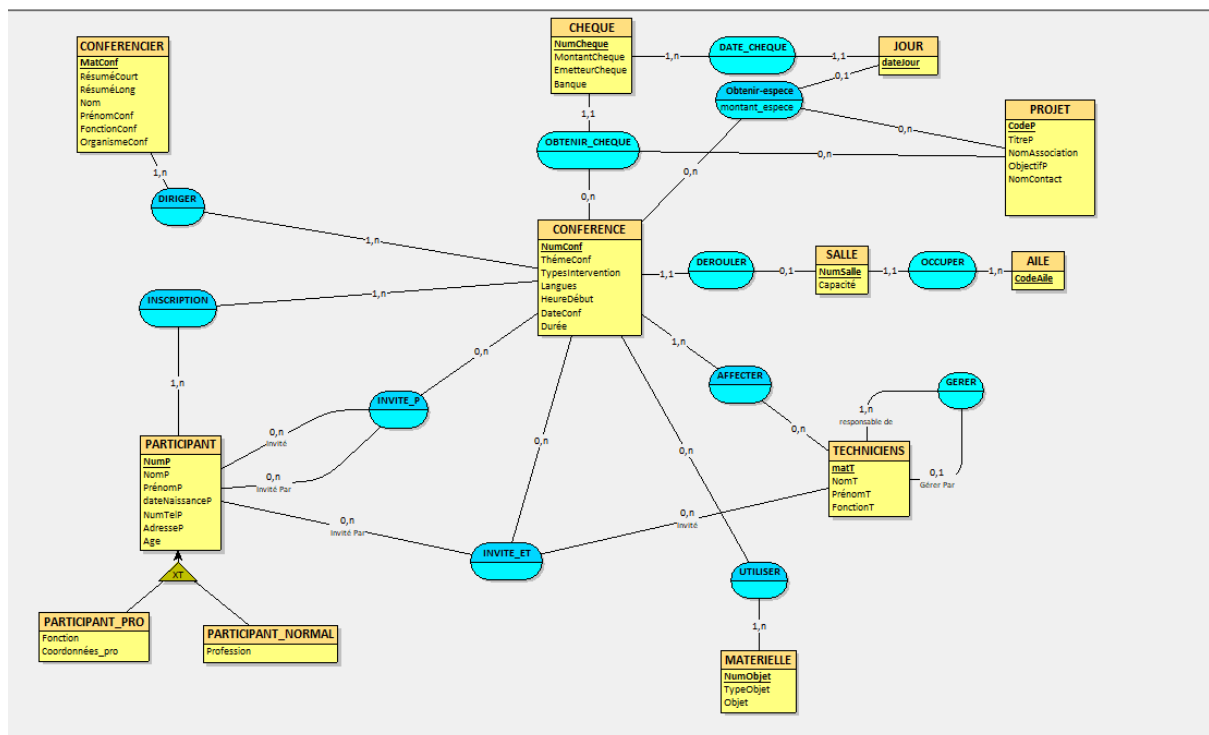 CHEQUE
NumCheque
MontantCheque
EmetteurCheque
Banque
1,n
DATE_CHEQUE
1,1
JOUR
dateJour
0,1
Obtenir-espece
montant_espece
0,n
0,n
CONFERENCIER
MatConf
RésuméCourt
RésuméLong
Nom
PrénomConf
FonctionConf
OrganismeConf
1,n
DIRIGER
1,n
1,1
OBTENIR_CHEQUE
0,n
0,n
PROJET
CodeP
TitreP
NomAssociation
ObjectifP
NomContact
CONFERENCE
NumConf
ThémeConf
TypesIntervention
Langues
HeureDébut
DateConf
Durée
1,1
DEROULER
0,1
SALLE
NumSalle
Capacité
1,1
OCCUPER
1,n
AILE
CodeAile
INSCRIPTION
1,n
1,n
0,n
INVITE_P
0,n
Invité
0,n
Invité Par
1,n
AFFECTER
0,n
GERER
1,n
responsable de
0,1
Gérer Par
TECHNICIENS
matT
NomT
PrénomT
FonctionT
PARTICIPANT
NumP
NomP
PrénomP
dateNaissanceP
NumTelP
AdresseP
Age
0,n
Invité Par
0,n
0,n
0,n
Invité
INVITE_ET
UTILISER
1,n
XT
PARTICIPANT_PRO
Fonction
Coordonnées_pro
PARTICIPANT_NORMAL
Profession
MATERIELLE
NumObjet
TypeObjet
Objet